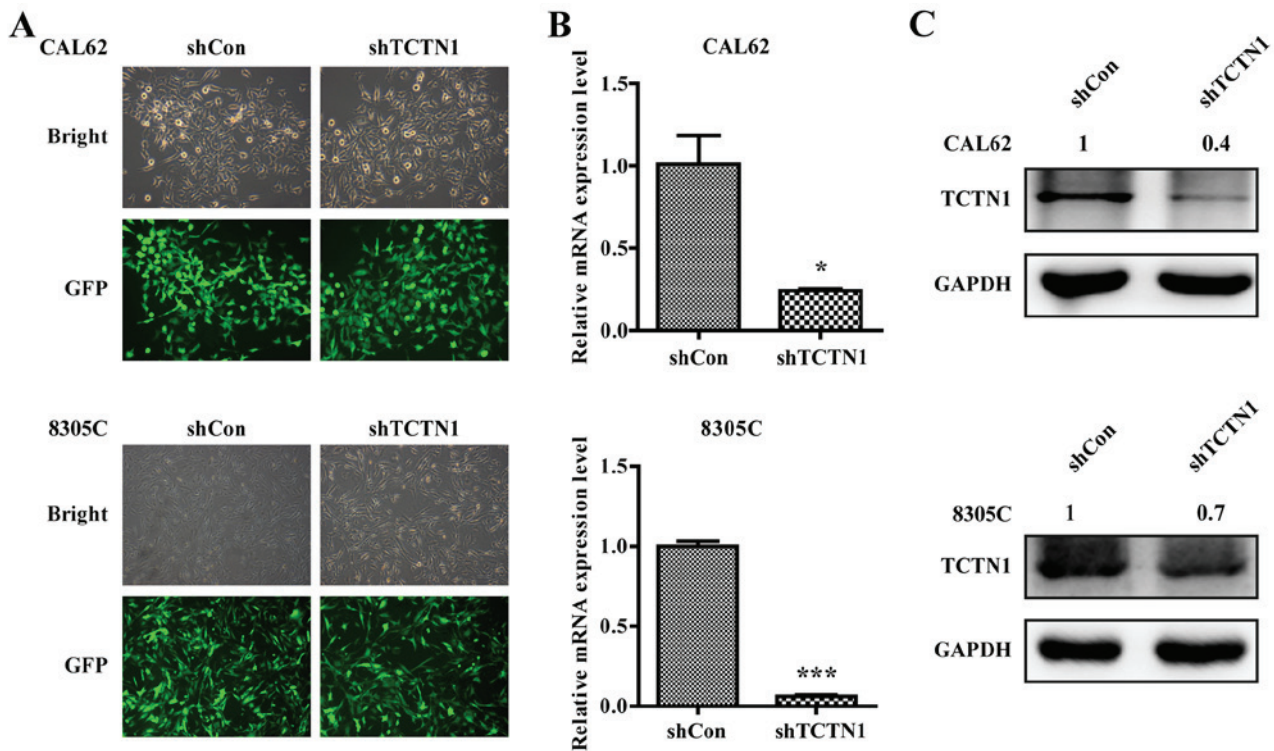 A
CAL62
shCon
shTCTN1
Bright
GFP
8305C
shCon
shTCTN1
Bright
GFP
B
CAL62
Relative mRNA expression level
1.5
1.0
0.5
0.0
*
shCon
shTCTN1
8305C
Relative mRNA expression level
1.5
1.0
0.5
0.0
***
shCon
shTCTN1
C
shCon
shTCTN1
CAL62
1
0.4
TCTN1
GAPDH
shCon
shTCTN1
8305C
1
0.7
TCTN1
GAPDH